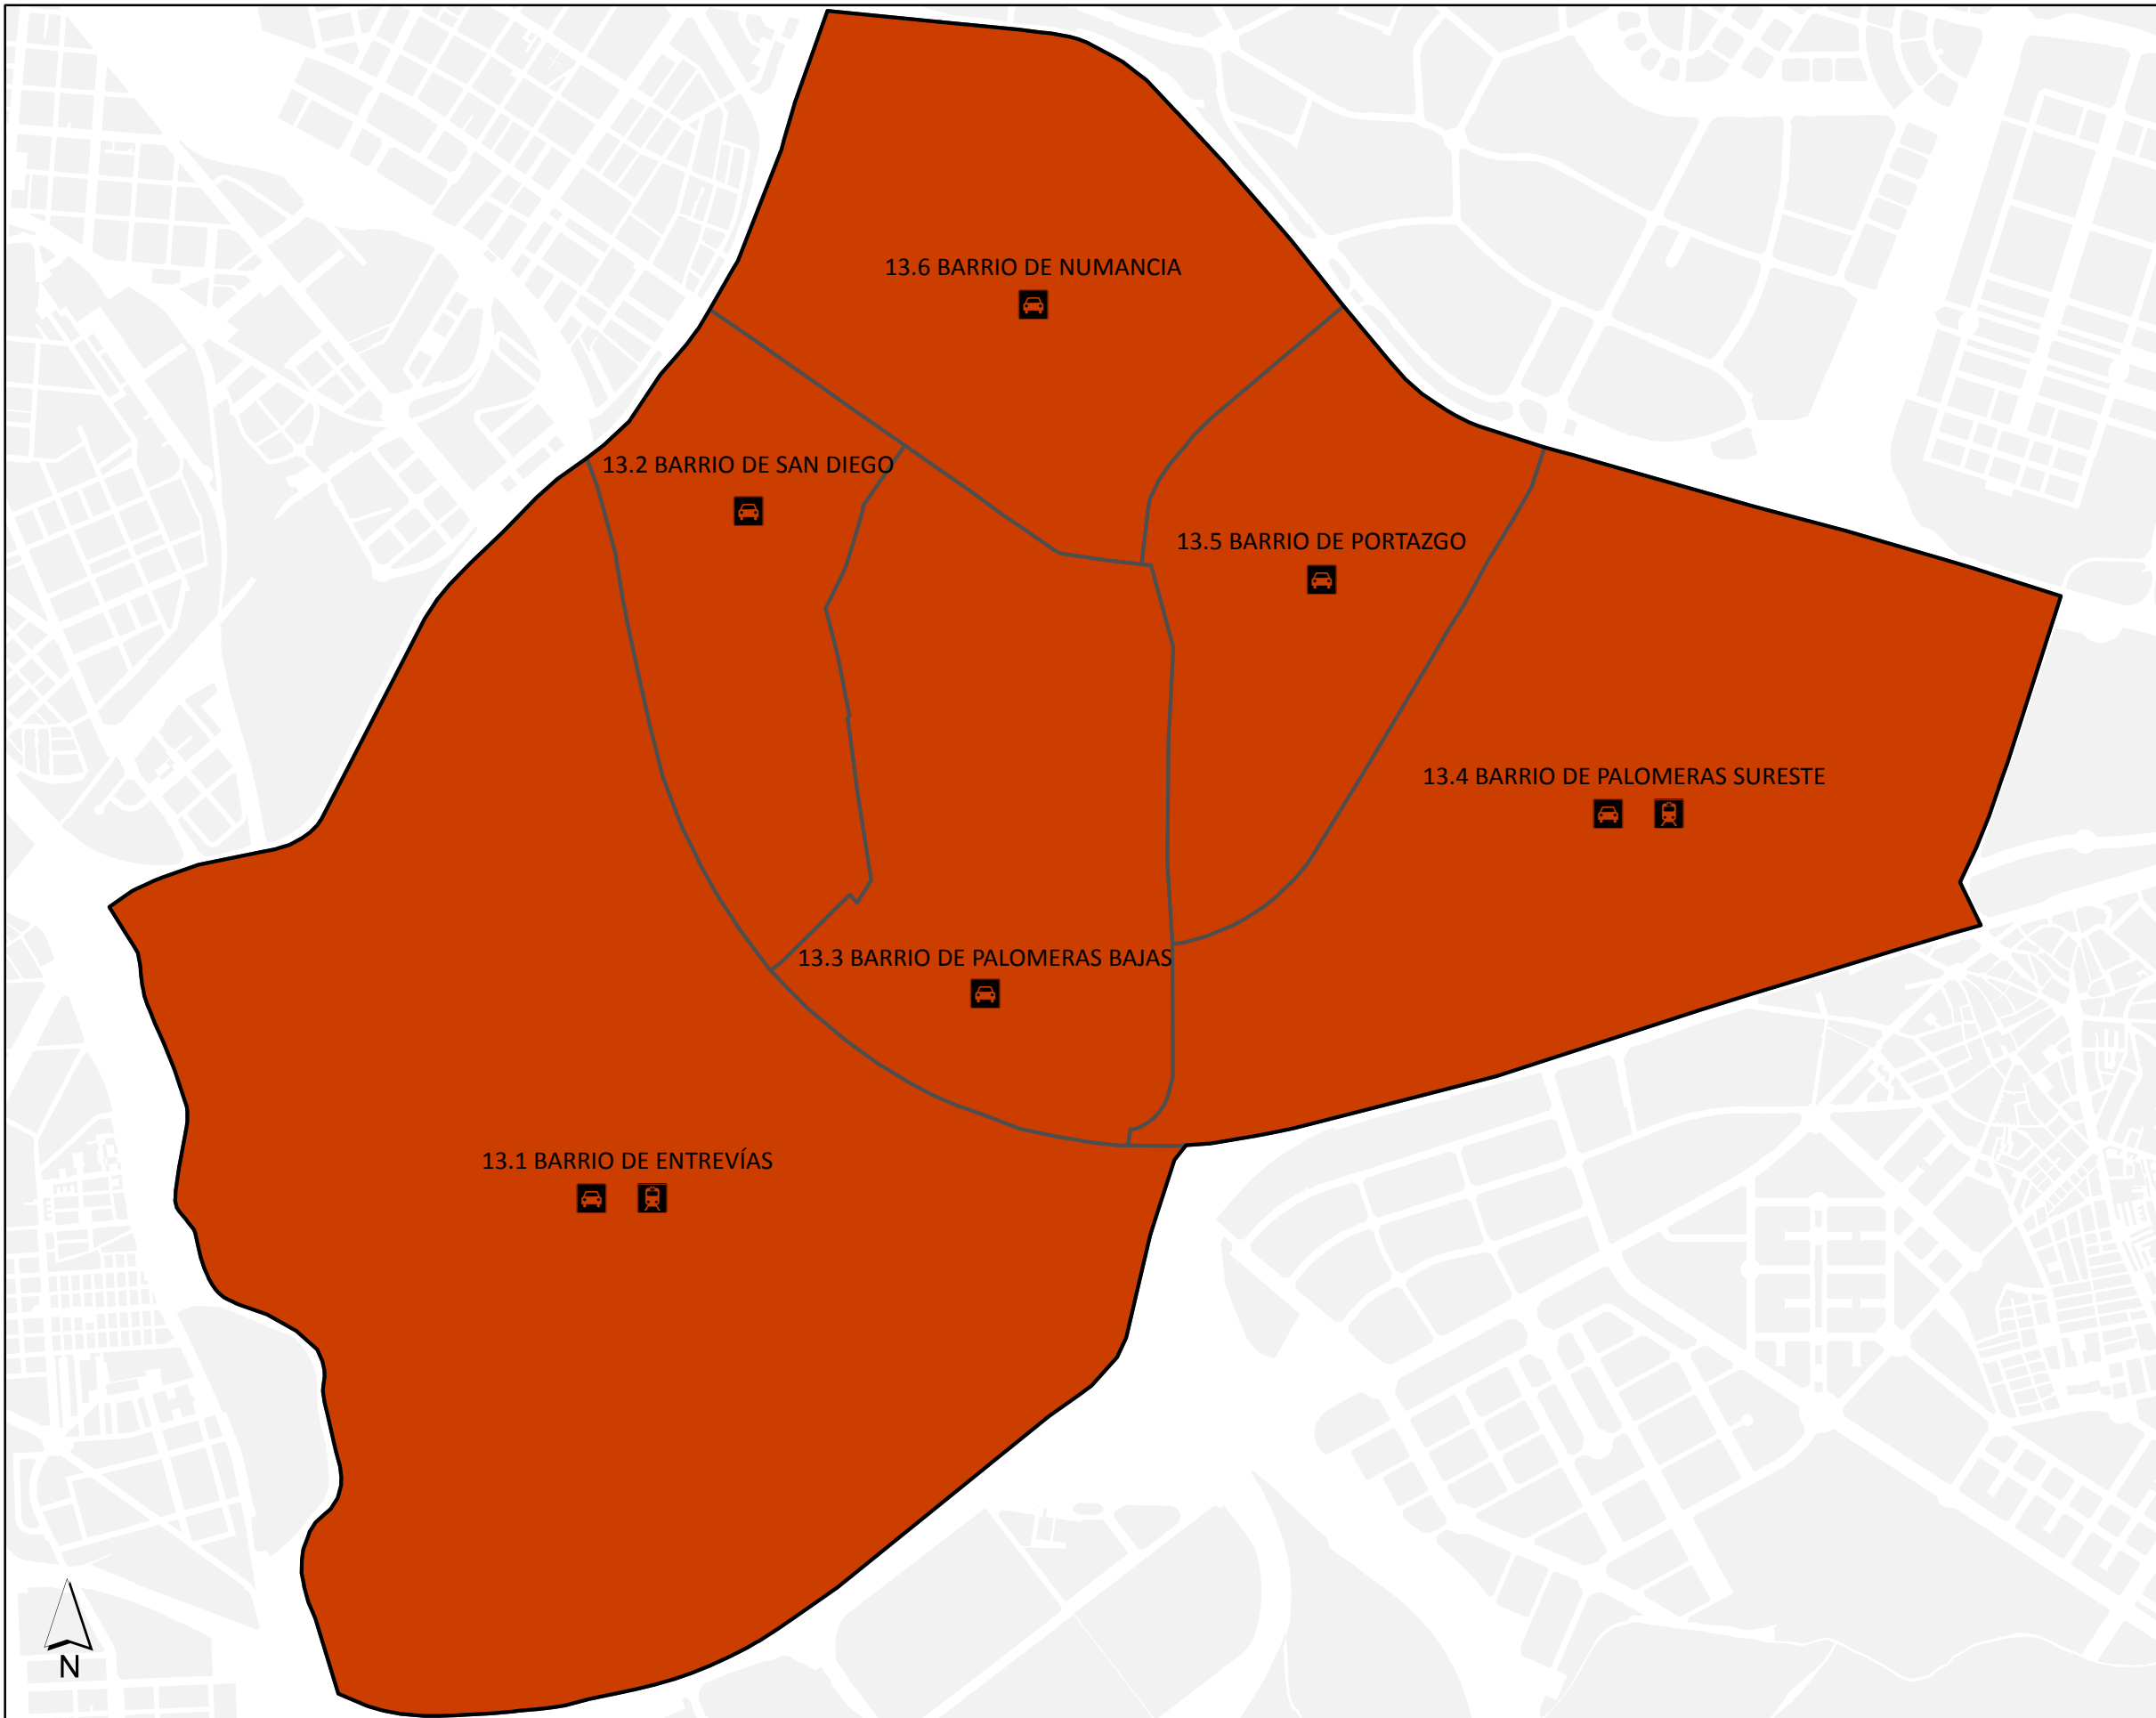 13.6 BARRIO DE NUMANCIA
13.2 BARRIO DE SAN DIEGO
13.5 BARRIO DE PORTAZGO
13.4 BARRIO DE PALOMERAS SURESTE
13.3 BARRIO DE PALOMERAS BAJAS
13.1 BARRIO DE ENTREVÍAS
N